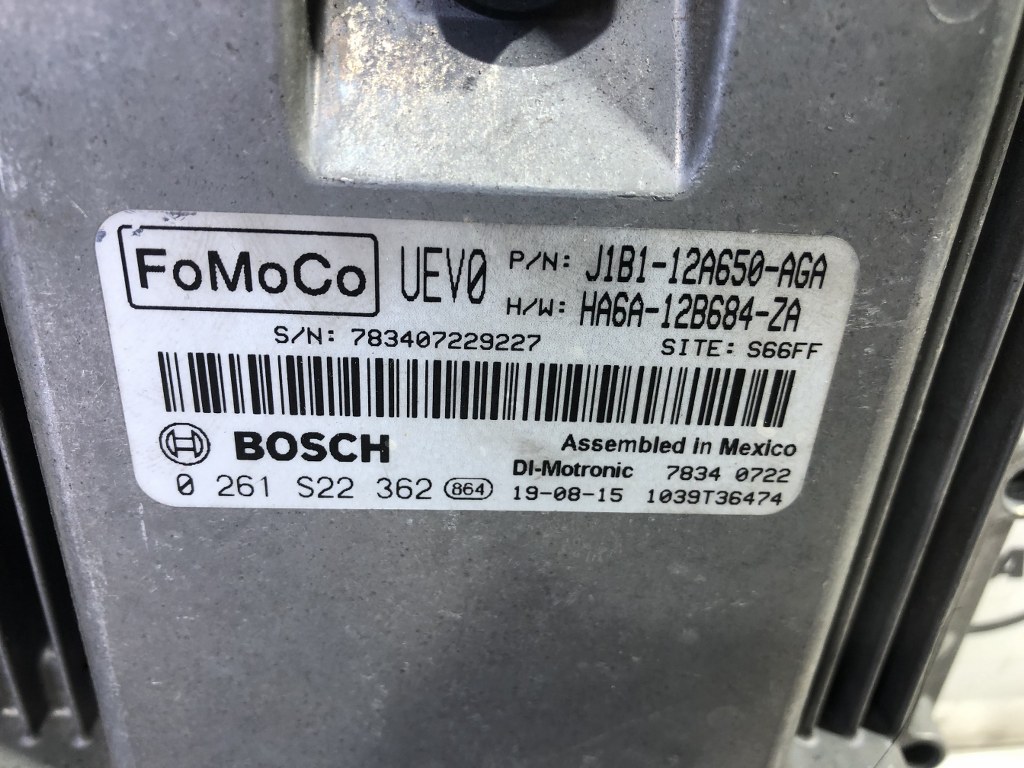 FoMoCo UEV0 P/N: J1B1-12A650-AGA
H/W: HA6A-12B684-ZA
S/N: 783407229227 SITE: S66FF
BOSCH Assembled in Mexico
DI-Motronic 7834 0722
0 261 S22 362 864 19-08-15 1039T36474